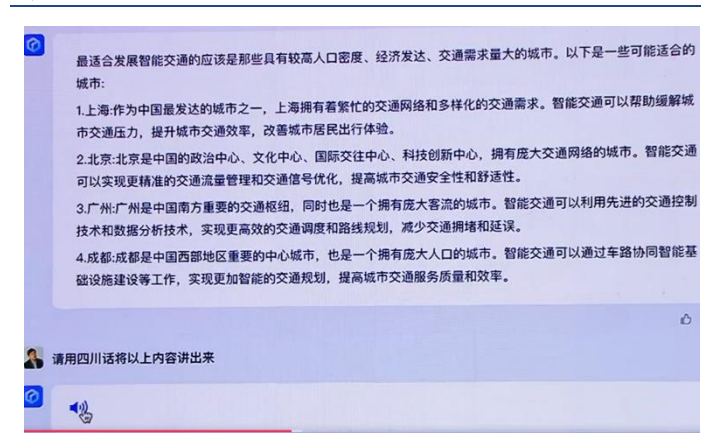 最适合发展智能交通的应该是那些具有较高人口密度、经济发达、交通需求量大的城市。以下是一些可能适合的
城市:
1.上海:作为中国最发达的城市之一，上海拥有着繁忙的交通网络和多样化的交通需求。智能交通可以帮助缓解城
市交通压力，提升城市交通效率，改善城市居民出行体验。
2.北京:北京是中国的政治中心、文化中心、国际交往中心、科技创新中心，拥有庞大交通网络的城市。智能交通
可以实现更精准的交通流量管理和交通信号优化，提高城市交通安全性和舒适性。
3.广州:广州是中国南方重要的交通枢纽，同时也是一个拥有庞大客流的城市。智能交通可以利用先进的交通控制
技术和数据分析技术，实现更高效的交通调度和路线规划，减少交通拥堵和延误。
4.成都:成都是中国西部地区重要的中心城市，也是一个拥有庞大人口的城市。智能交通可以通过车路协同智能基
础设施建设等工作，实现更加智能的交通规划，提高城市交通服务质量和效率。
请用四川话将以上内容讲出来